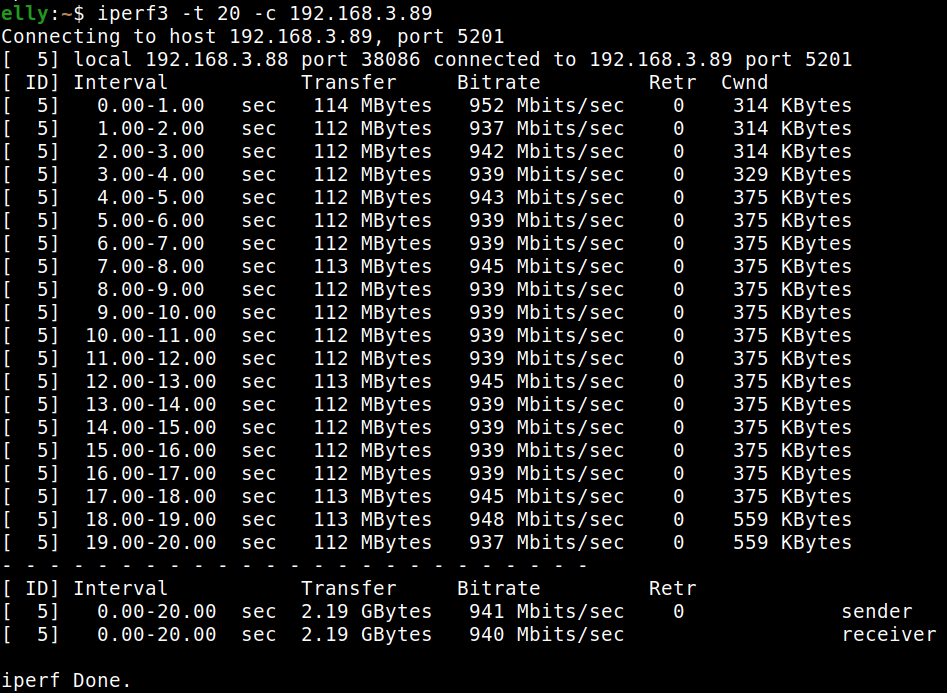 elly:~$ iperf3 -t 20 -c 192.168.3.89
Connecting to host 192.168.3.89, port 5201
[  5] local 192.168.3.88 port 38086 connected to 192.168.3.89 port 5201
[ ID] Interval           Transfer     Bitrate         Retr  Cwnd
[  5]   0.00-1.00   sec   114 MBytes   952 Mbits/sec    0    314 KBytes
[  5]   1.00-2.00   sec   112 MBytes   937 Mbits/sec    0    314 KBytes
[  5]   2.00-3.00   sec   112 MBytes   942 Mbits/sec    0    314 KBytes
[  5]   3.00-4.00   sec   112 MBytes   939 Mbits/sec    0    329 KBytes
[  5]   4.00-5.00   sec   112 MBytes   943 Mbits/sec    0    375 KBytes
[  5]   5.00-6.00   sec   112 MBytes   939 Mbits/sec    0    375 KBytes
[  5]   6.00-7.00   sec   112 MBytes   939 Mbits/sec    0    375 KBytes
[  5]   7.00-8.00   sec   113 MBytes   945 Mbits/sec    0    375 KBytes
[  5]   8.00-9.00   sec   112 MBytes   939 Mbits/sec    0    375 KBytes
[  5]   9.00-10.00  sec   112 MBytes   939 Mbits/sec    0    375 KBytes
[  5]  10.00-11.00  sec   112 MBytes   939 Mbits/sec    0    375 KBytes
[  5]  11.00-12.00  sec   112 MBytes   939 Mbits/sec    0    375 KBytes
[  5]  12.00-13.00  sec   113 MBytes   945 Mbits/sec    0    375 KBytes
[  5]  13.00-14.00  sec   112 MBytes   939 Mbits/sec    0    375 KBytes
[  5]  14.00-15.00  sec   112 MBytes   939 Mbits/sec    0    375 KBytes
[  5]  15.00-16.00  sec   112 MBytes   939 Mbits/sec    0    375 KBytes
[  5]  16.00-17.00  sec   112 MBytes   939 Mbits/sec    0    375 KBytes
[  5]  17.00-18.00  sec   113 MBytes   945 Mbits/sec    0    375 KBytes
[  5]  18.00-19.00  sec   113 MBytes   948 Mbits/sec    0    559 KBytes
[  5]  19.00-20.00  sec   112 MBytes   937 Mbits/sec    0    559 KBytes
- - - - - - - - - - - - - - - - - - - - - - - - -
[ ID] Interval           Transfer     Bitrate         Retr
[  5]   0.00-20.00  sec  2.19 GBytes   941 Mbits/sec    0             sender
[  5]   0.00-20.00  sec  2.19 GBytes   940 Mbits/sec                  receiver
iperf Done.